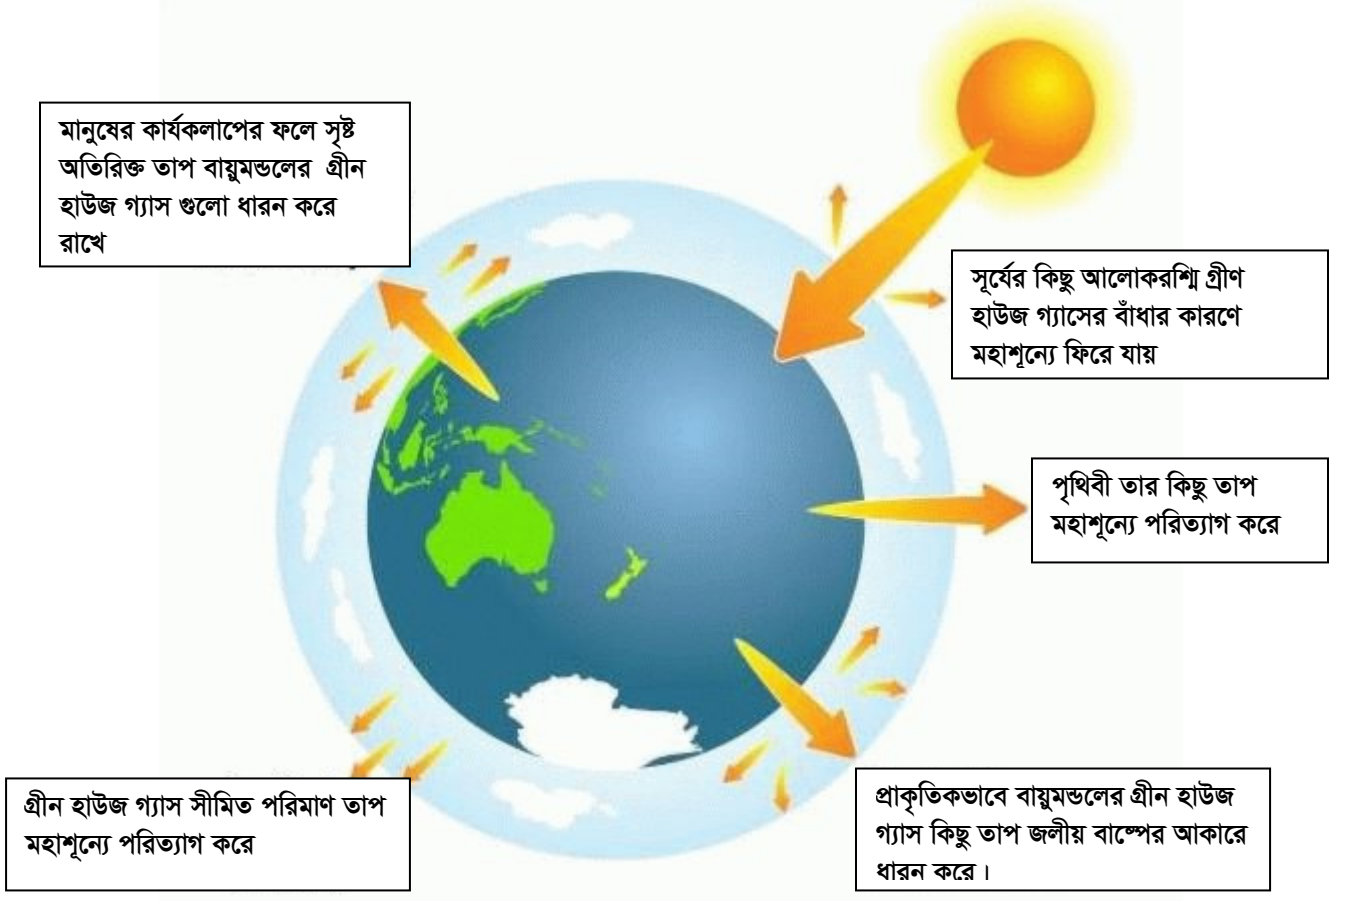 মানুষের কার্যকলাপের ফলে সৃষ্ট
অতিরিক্ত তাপ বায়ুমন্ডলের গ্রীন
হাউজ গ্যাস গুলো ধারন করে
রাখে
সূর্যের কিছু আলোকরশ্মি গ্রীণ
হাউজ গ্যাসের বাঁধার কারণে
মহাশূন্যে ফিরে যায়
পৃথিবী তার কিছু তাপ
মহাশূন্যে পরিত্যাগ করে
গ্রীন হাউজ গ্যাস সীমিত পরিমাণ তাপ
মহাশূন্যে পরিত্যাগ করে
প্রাকৃতিকভাবে বায়ুমন্ডলের গ্রীন হাউজ
গ্যাস কিছু তাপ জলীয় বাষ্পের আকারে
ধারন করে।